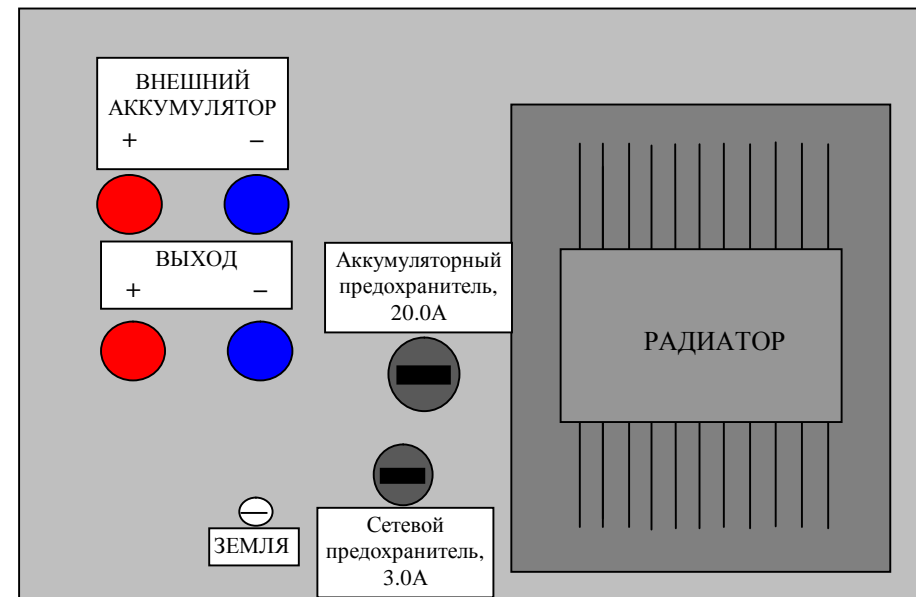 ВНЕШНИЙ
АККУМУЛЯТОР
+ −
ВЫХОД
+ −
Аккумуляторный
предохранитель,
20.0А
РАДИАТОР
ЗЕМЛЯ
Сетевой
предохранитель,
3.0А